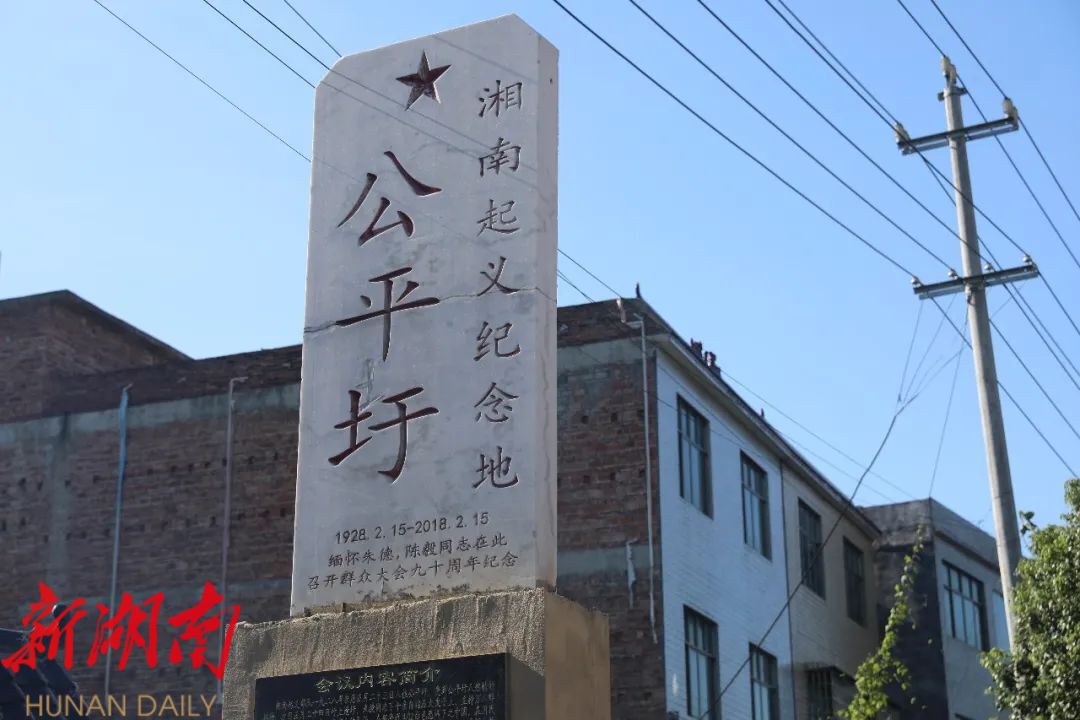 湘南起义纪念地
公平圩
1928.2.15-2018.2.15
缅怀朱德,陈毅同志在此
召开群众大会九十周年纪念
会议内容简介
新湖南
HUNAN DAILY